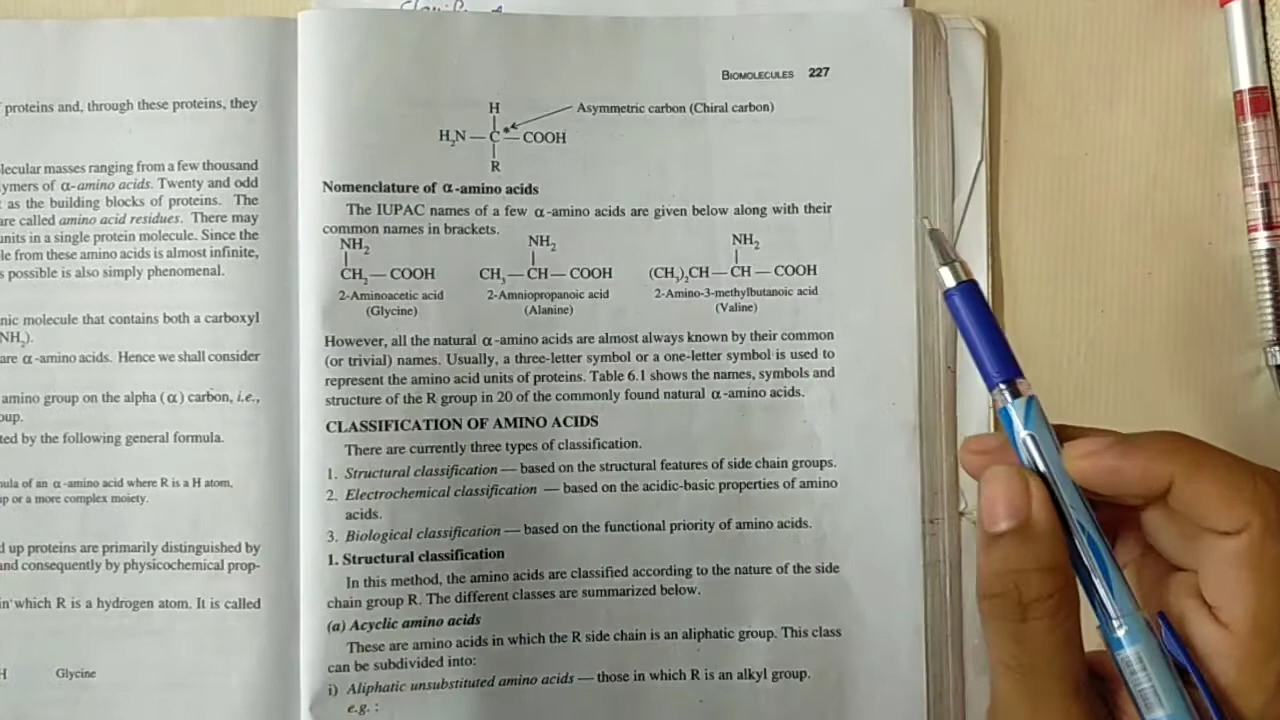 proteins and, through these proteins, they
lecular masses ranging from a few thousand
ymers of α-amino acids. Twenty and odd
as the building blocks of proteins. The
are called amino acid residues. There may
units in a single protein molecule. Since the
le from these amino acids is almost infinite,
s possible is also simply phenomenal.
nic molecule that contains both a carboxyl
NH₂).
are α-amino acids. Hence we shall consider
amino group on the alpha (α) carbon, i.e.,
oup.
ted by the following general formula.
mula of an α-amino acid where R is a H atom,
up or a more complex moiety.
d up proteins are primarily distinguished by
and consequently by physicochemical prop-
in which R is a hydrogen atom. It is called
H Glycine
BIOMOLECULES 227
H
Asymmetric carbon (Chiral carbon)
H₂N — C* — COOH
R
Nomenclature of α-amino acids
The IUPAC names of a few α-amino acids are given below along with their
common names in brackets.
NH₂ NH₂ NH₂
CH₂ — COOH CH₃ — CH — COOH (CH₃)₂CH — CH — COOH
2-Aminoacetic acid 2-Amniopropanoic acid 2-Amino-3-methylbutanoic acid
(Glycine) (Alanine) (Valine)
However, all the natural α-amino acids are almost always known by their common
(or trivial) names. Usually, a three-letter symbol or a one-letter symbol is used to
represent the amino acid units of proteins. Table 6.1 shows the names, symbols and
structure of the R group in 20 of the commonly found natural α-amino acids.
CLASSIFICATION OF AMINO ACIDS
There are currently three types of classification.
1. Structural classification — based on the structural features of side chain groups.
2. Electrochemical classification — based on the acidic-basic properties of amino
acids.
3. Biological classification — based on the functional priority of amino acids.
1. Structural classification
In this method, the amino acids are classified according to the nature of the side
chain group R. The different classes are summarized below.
(a) Acyclic amino acids
These are amino acids in which the R side chain is an aliphatic group. This class
can be subdivided into:
i) Aliphatic unsubstituted amino acids — those in which R is an alkyl group.
e.g. :